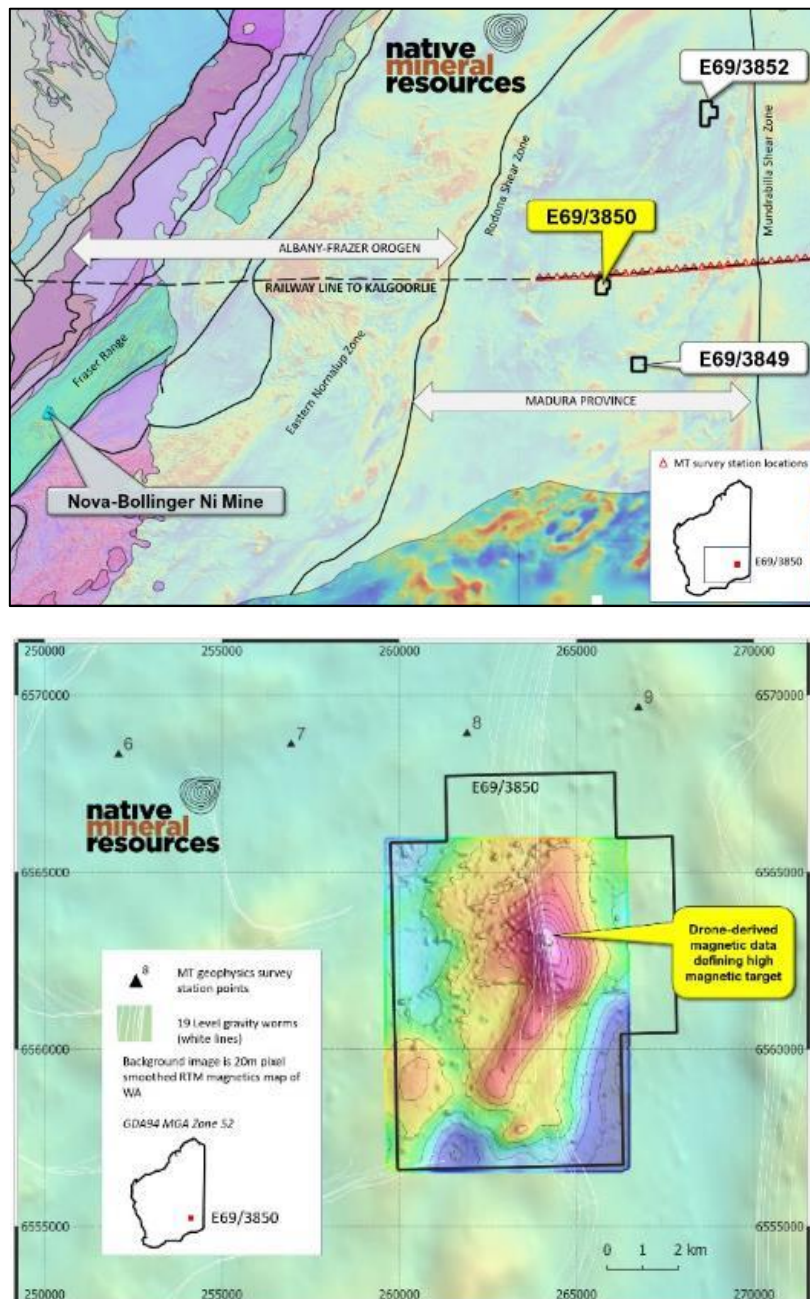 native
mineral
resources
E69/3852
Rodona Shear Zone
Mundrabilla Shear Zone
E69/3850
ALBANY-FRAZER OROGEN
RAILWAY LINE TO KALGOORLIE
E69/3849
Fraser Range
Eastern Nornalup Zone
MADURA PROVINCE
Nova-Bollinger Ni Mine
MT survey station locations
E69/3850
250000
255000
260000
265000
270000
6570000
6570000
6
7
8
9
native
mineral
resources
E69/3850
6565000
6565000
Drone-derived
magnetic data
defining high
magnetic target
8
MT geophysics survey
station points
19 Level gravity worms
(white lines)
Background image is 20m pixel
smoothed RTM magnetics map of
WA
GDA94 MGA Zone 52
E69/3850
6560000
6560000
6555000
6555000
0 1 2 km
250000
255000
260000
265000
270000